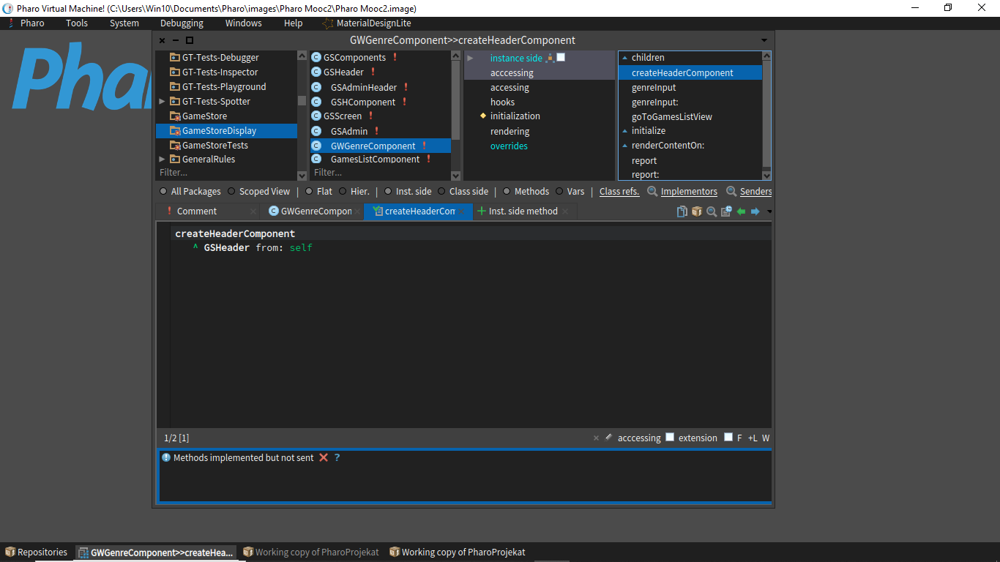 Pharo Virtual Machine! (C:\Users\Win10\Documents\Pharo\images\Pharo Mooc2\Pharo Mooc2.image)
Pharo Tools System Debugging Windows Help MaterialDesignLite
Phar
GWGenreComponent>>createHeaderComponent
GT-Tests-Debugger
GT-Tests-Inspector
GT-Tests-Playground
GT-Tests-Spotter
GameStore
GameStoreDisplay
GameStoreTests
GeneralRules
Filter...
GSComponents
GSHeader
GSAdminHeader
GSHComponent
GSScreen
GSAdmin
GWGenreComponent
GamesListComponent
Filter...
instance side
acccessing
accessing
hooks
initialization
rendering
overrides
children
createHeaderComponent
genreInput
genreInput:
goToGamesListView
initialize
renderContentOn:
report
report:
All Packages Scoped View | Flat Hier. | Inst. side Class side | Methods Vars Class refs. Implementors Senders
Comment GWGenreCompon createHeaderCom Inst. side method
createHeaderComponent
^ GSHeader from: self
1/2 [1] acccessing extension F +L W
Methods implemented but not sent ?
Repositories GWGenreComponent>>createHea... Working copy of PharoProjekat Working copy of PharoProjekat